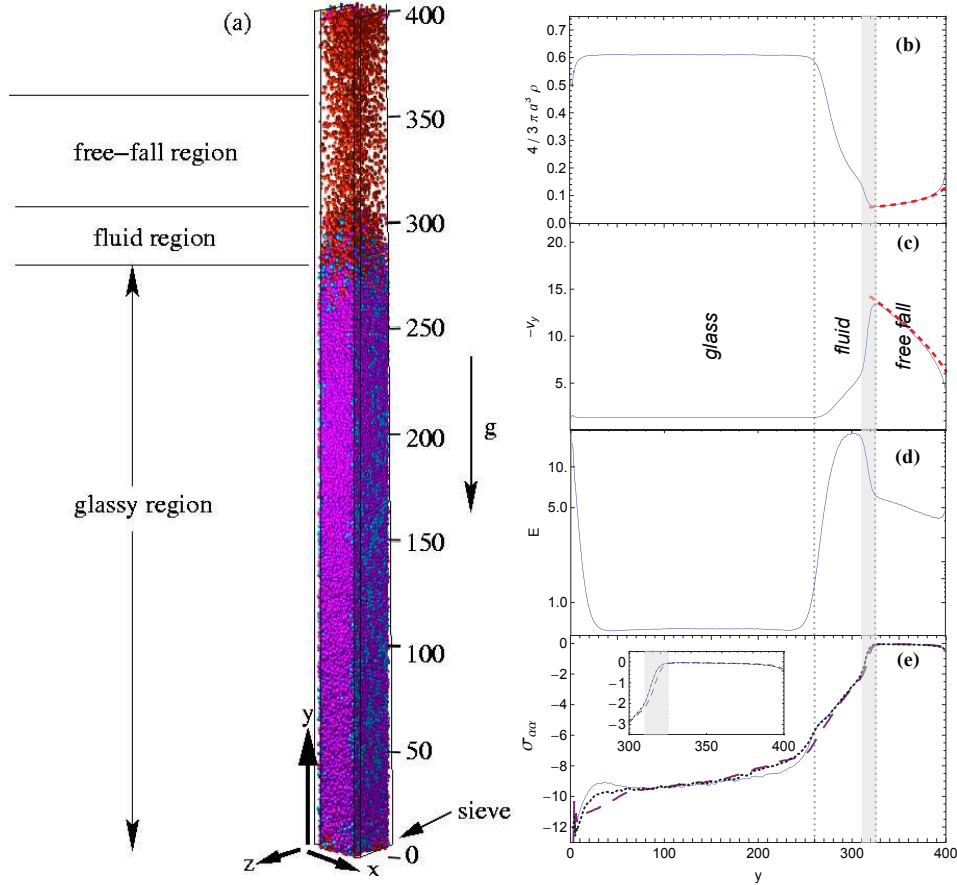 (a)
400
350
free–fall region
300
fluid region
250
g
200
glassy region
150
100
y
50
sieve
0
z
x
(b)
0.7
0.6
0.5
0.4
0.3
0.2
0.1
0.0
4 / 3 π a³ ρ
(c)
20.
15.
10.
5.
-vy
glass
fluid
free fall
(d)
10.
5.0
1.0
E
(e)
0
−2
−4
−6
−8
−10
−12
σαα
0
−1
−2
−3
300
350
400
0
100
200
300
400
y